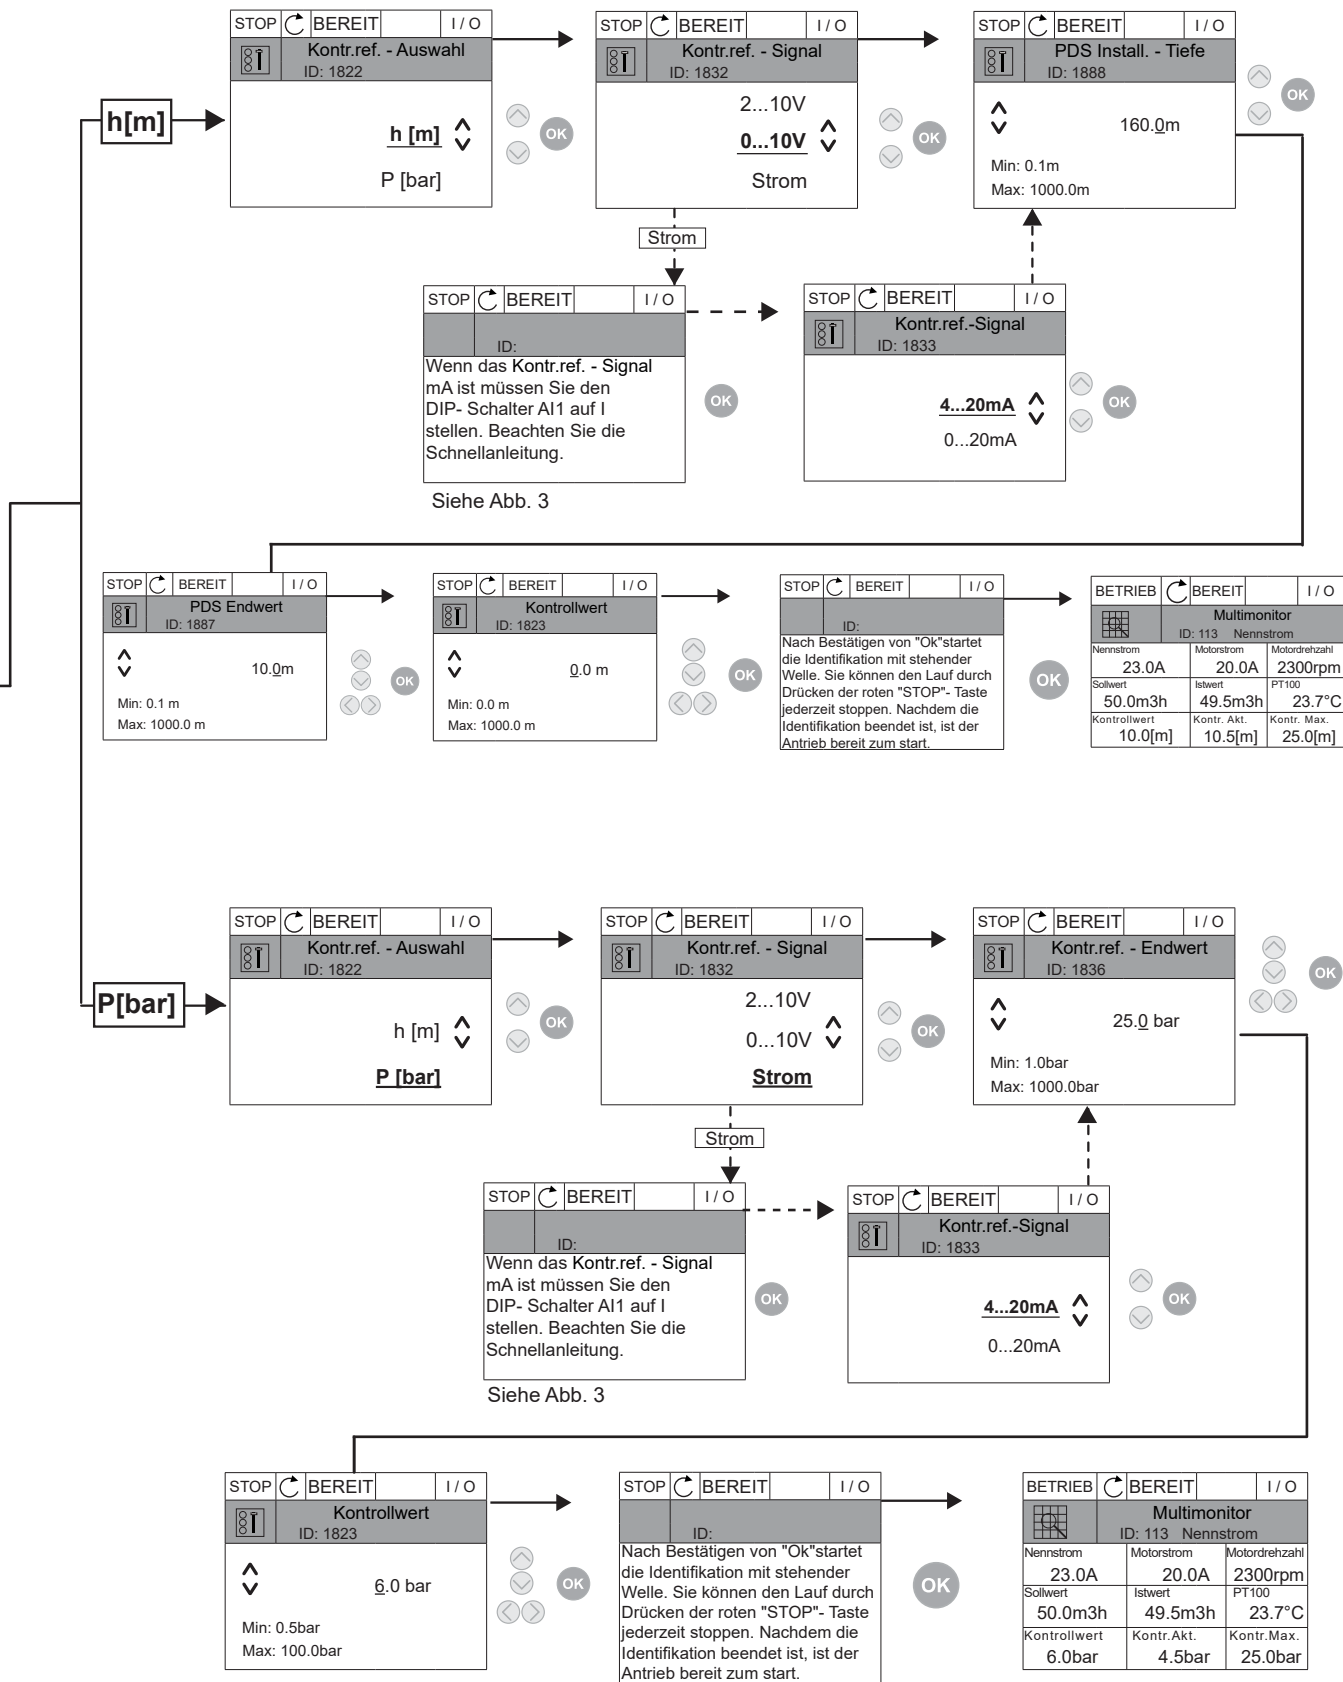 h[m]
STOP BEREIT I / O
Kontr.ref. - Auswahl
ID: 1822
h [m]
P [bar]
OK
STOP BEREIT I / O
Kontr.ref. - Signal
ID: 1832
2...10V
0...10V
Strom
OK
STOP BEREIT I / O
PDS Install. - Tiefe
ID: 1888
160.0m
Min: 0.1m
Max: 1000.0m
OK
Strom
STOP BEREIT I / O
ID:
Wenn das Kontr.ref. - Signal
mA ist müssen Sie den
DIP- Schalter AI1 auf I
stellen. Beachten Sie die
Schnellanleitung.
OK
Siehe Abb. 3
STOP BEREIT I / O
Kontr.ref.-Signal
ID: 1833
4...20mA
0...20mA
OK
STOP BEREIT I / O
PDS Endwert
ID: 1887
10.0m
Min: 0.1 m
Max: 1000.0 m
OK
STOP BEREIT I / O
Kontrollwert
ID: 1823
0.0 m
Min: 0.0 m
Max: 1000.0 m
OK
STOP BEREIT I / O
ID:
Nach Bestätigen von "Ok"startet
die Identifikation mit stehender
Welle. Sie können den Lauf durch
Drücken der roten "STOP"- Taste
jederzeit stoppen. Nachdem die
Identifikation beendet ist, ist der
Antrieb bereit zum start.
OK
BETRIEB BEREIT I / O
Multimonitor
ID: 113 Nennstrom
Nennstrom Motorstrom Motordrehzahl
23.0A 20.0A 2300rpm
Sollwert Istwert PT100
50.0m3h 49.5m3h 23.7°C
Kontrollwert Kontr. Akt. Kontr. Max.
10.0[m] 10.5[m] 25.0[m]
P[bar]
STOP BEREIT I / O
Kontr.ref. - Auswahl
ID: 1822
h [m]
P [bar]
OK
STOP BEREIT I / O
Kontr.ref. - Signal
ID: 1832
2...10V
0...10V
Strom
OK
STOP BEREIT I / O
Kontr.ref. - Endwert
ID: 1836
25.0 bar
Min: 1.0bar
Max: 1000.0bar
OK
Strom
STOP BEREIT I / O
ID:
Wenn das Kontr.ref. - Signal
mA ist müssen Sie den
DIP- Schalter AI1 auf I
stellen. Beachten Sie die
Schnellanleitung.
OK
Siehe Abb. 3
STOP BEREIT I / O
Kontr.ref.-Signal
ID: 1833
4...20mA
0...20mA
OK
STOP BEREIT I / O
Kontrollwert
ID: 1823
6.0 bar
Min: 0.5bar
Max: 100.0bar
OK
STOP BEREIT I / O
ID:
Nach Bestätigen von "Ok"startet
die Identifikation mit stehender
Welle. Sie können den Lauf durch
Drücken der roten "STOP"- Taste
jederzeit stoppen. Nachdem die
Identifikation beendet ist, ist der
Antrieb bereit zum start.
OK
BETRIEB BEREIT I / O
Multimonitor
ID: 113 Nennstrom
Nennstrom Motorstrom Motordrehzahl
23.0A 20.0A 2300rpm
Sollwert Istwert PT100
50.0m3h 49.5m3h 23.7°C
Kontrollwert Kontr.Akt. Kontr.Max.
6.0bar 4.5bar 25.0bar